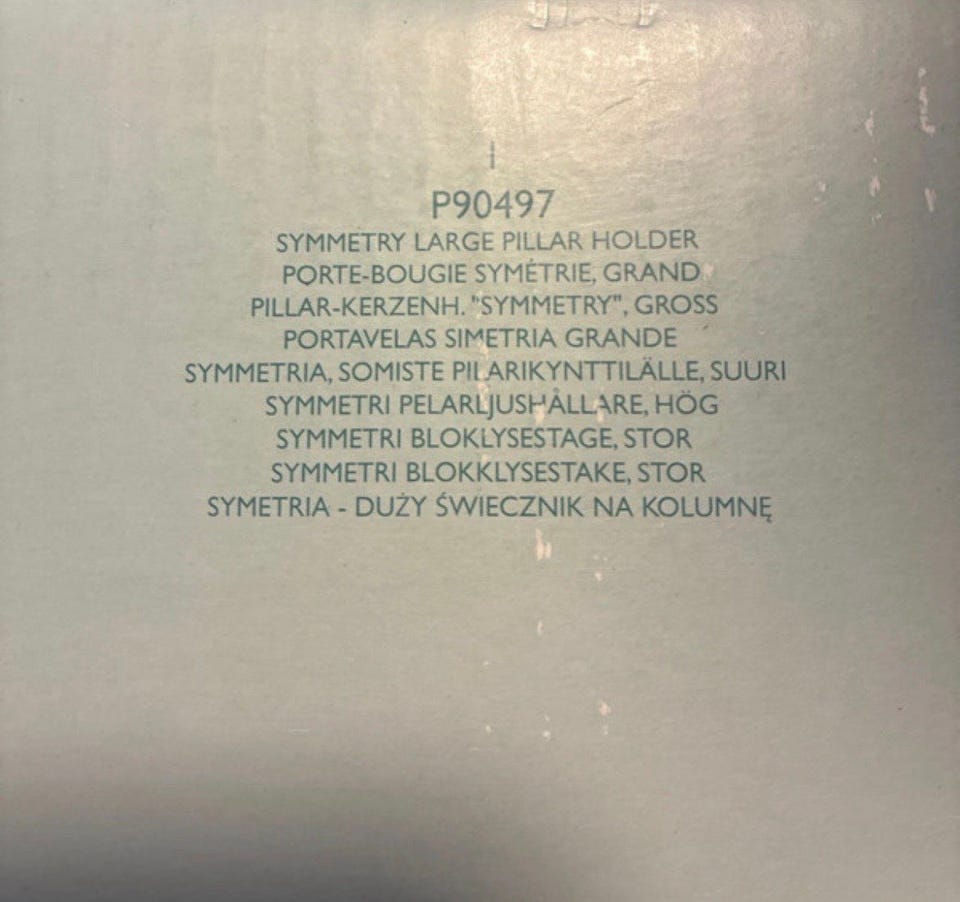 P90497
SYMMETRY LARGE PILLAR HOLDER
PORTE-BOUGIE SYMÉTRIE, GRAND
PILLAR-KERZENH. "SYMMETRY", GROSS
PORTAVELAS SIMETRIA GRANDE
SYMMETRIA, SOMISTE PILARIKYNTTILÄLLE, SUURI
SYMMETRI PELARLJUSHÅLLARE, HÖG
SYMMETRI BLOKLYSESTAGE, STOR
SYMMETRI BLOKKLYSESTAKE, STOR
SYMETRIA - DUŻY ŚWIECZNIK NA KOLUMNĘ